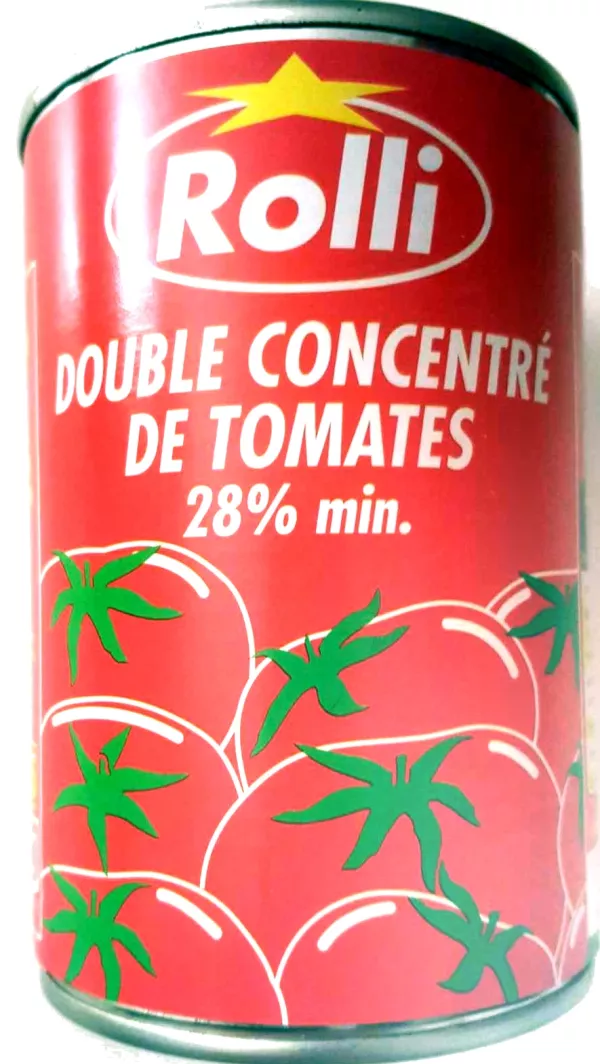 Rolli
DOUBLE CONCENTRÉ
DE TOMATES
28% min.